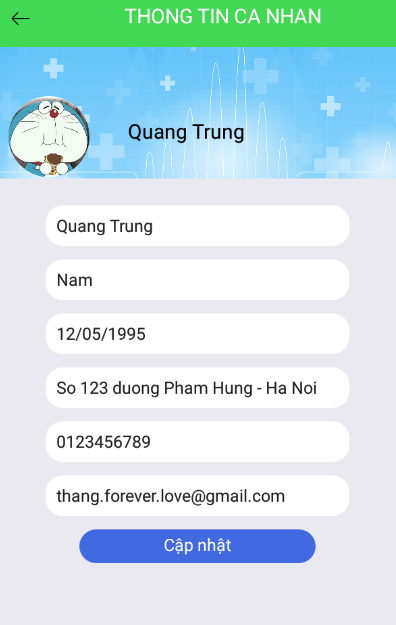 THONG TIN CA NHAN
Quang Trung
Quang Trung
Nam
12/05/1995
So 123 duong Pham Hung - Ha Noi
0123456789
thang.forever.love@gmail.com
Cập nhật